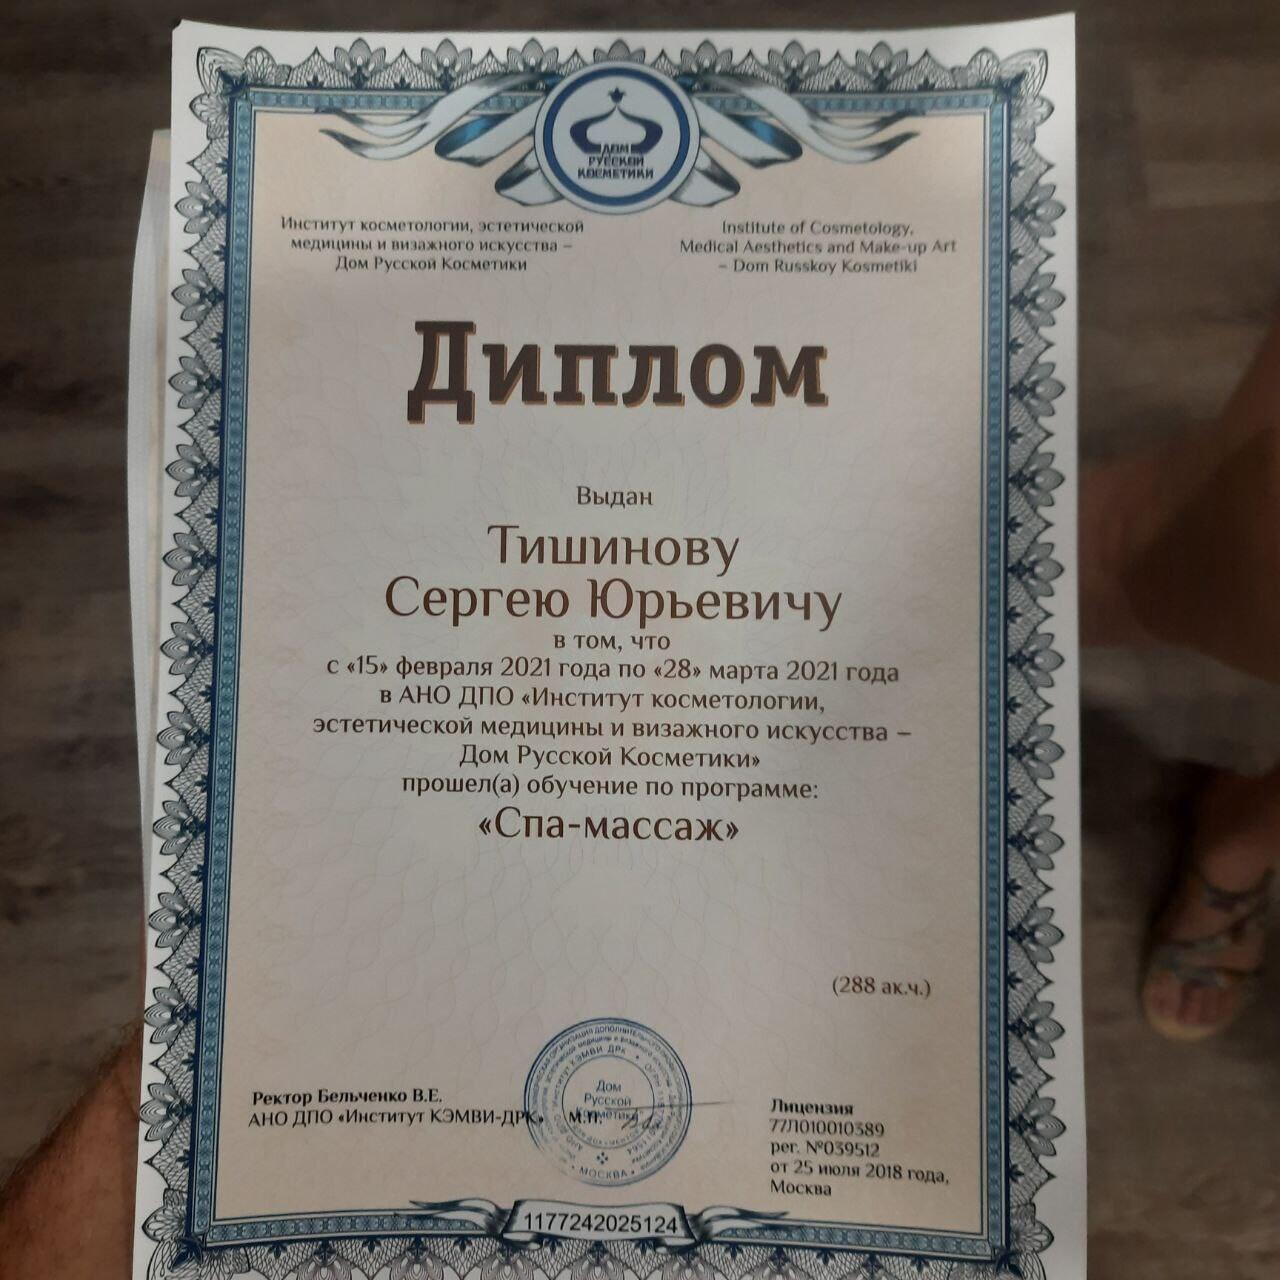 ДОМ
РУССКОЙ
КОСМЕТИКИ
Институт косметологии, эстетической
медицины и визажного искусства –
Дом Русской Косметики
Institute of Cosmetology,
Medical Aesthetics and Make-up Art
– Dom Russkoy Kosmetiki
Диплом
Выдан
Тишинову
Сергею Юрьевичу
в том, что
с «15» февраля 2021 года по «28» марта 2021 года
в АНО ДПО «Институт косметологии,
эстетической медицины и визажного искусства –
Дом Русской Косметики»
прошел(а) обучение по программе:
«Спа-массаж»
(288 ак.ч.)
Ректор Бельченко В.Е.
АНО ДПО «Институт КЭМВИ-ДРК»
М.П.
Дом
Русской
Косметики
МОСКВА
Лицензия
77Л010010389
рег. №039512
от 25 июля 2018 года,
Москва
1177242025124